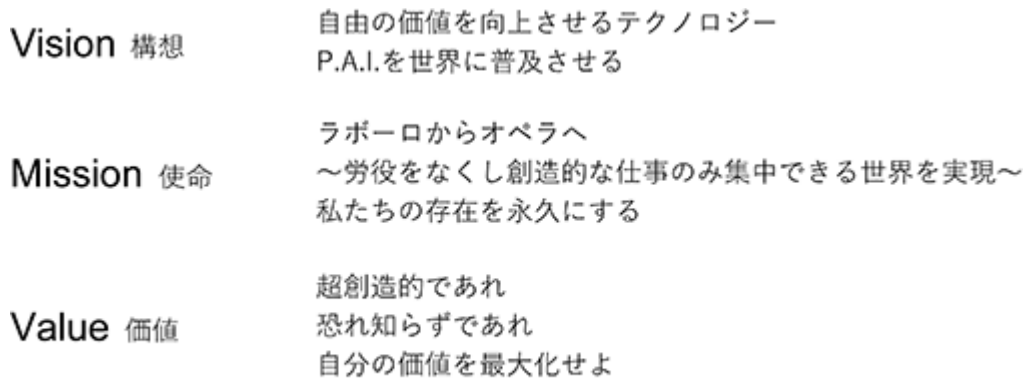 Vision 構想
自由の価値を向上させるテクノロジー
P.A.I.を世界に普及させる
Mission 使命
ラボーロからオペラへ
～労役をなくし創造的な仕事のみ集中できる世界を実現～
私たちの存在を永久にする
Value 価値
超創造的であれ
恐れ知らずであれ
自分の価値を最大化せよ